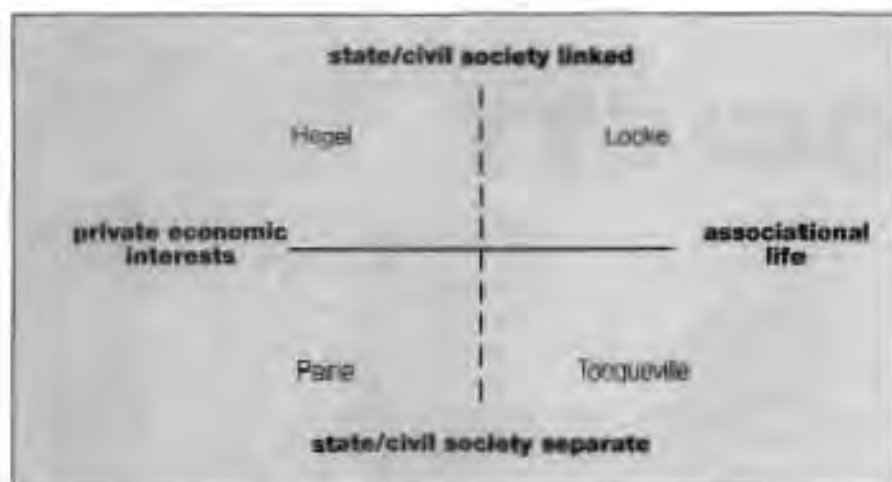 state/civil society linked
Hegel
Locke
private economic
interests
associational
life
Paine
Tocqueville
state/civil society separate